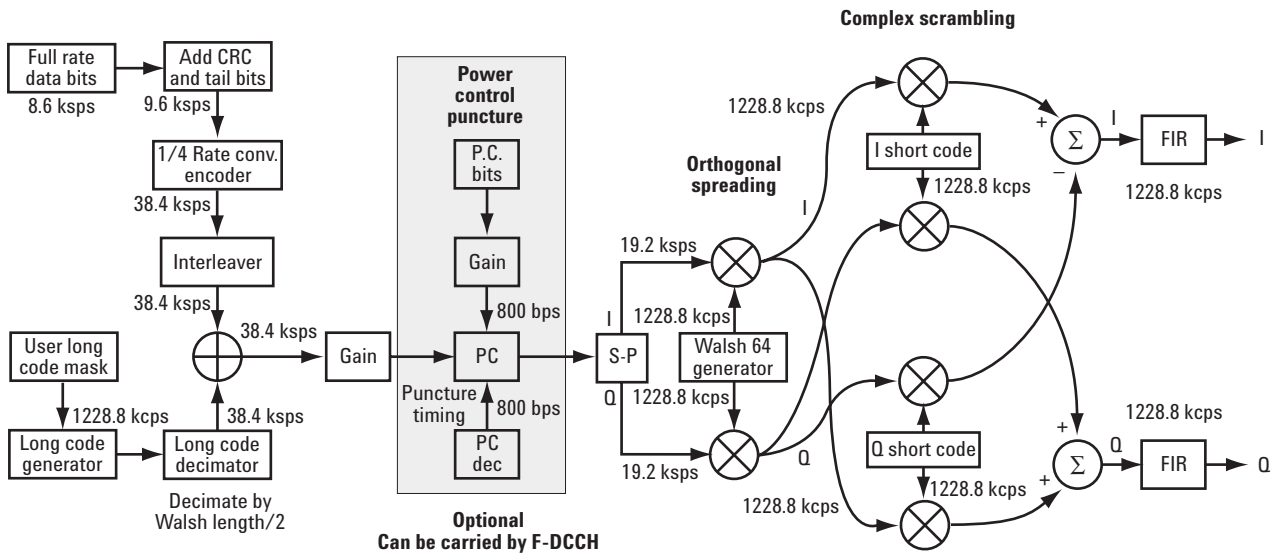 Complex scrambling
Full rate
data bits
8.6 ksps
Add CRC
and tail bits
9.6 ksps
1/4 Rate conv.
encoder
38.4 ksps
Interleaver
38.4 ksps
User long
code mask
1228.8 kcps
Long code
generator
Long code
decimator
38.4 ksps
Decimate by
Walsh length/2
38.4 ksps
Gain
Power
control
puncture
P.C.
bits
Gain
800 bps
PC
Puncture
timing
800 bps
PC
dec
Optional
Can be carried by F-DCCH
S-P
I
Q
19.2 ksps
19.2 ksps
Orthogonal
spreading
1228.8 kcps
Walsh 64
generator
1228.8 kcps
I
Q
1228.8 kcps
I short code
1228.8 kcps
Q short code
1228.8 kcps
1228.8 kcps
+
Σ
−
I
FIR
I
1228.8 kcps
+
Σ
+
Q
1228.8 kcps
FIR
Q